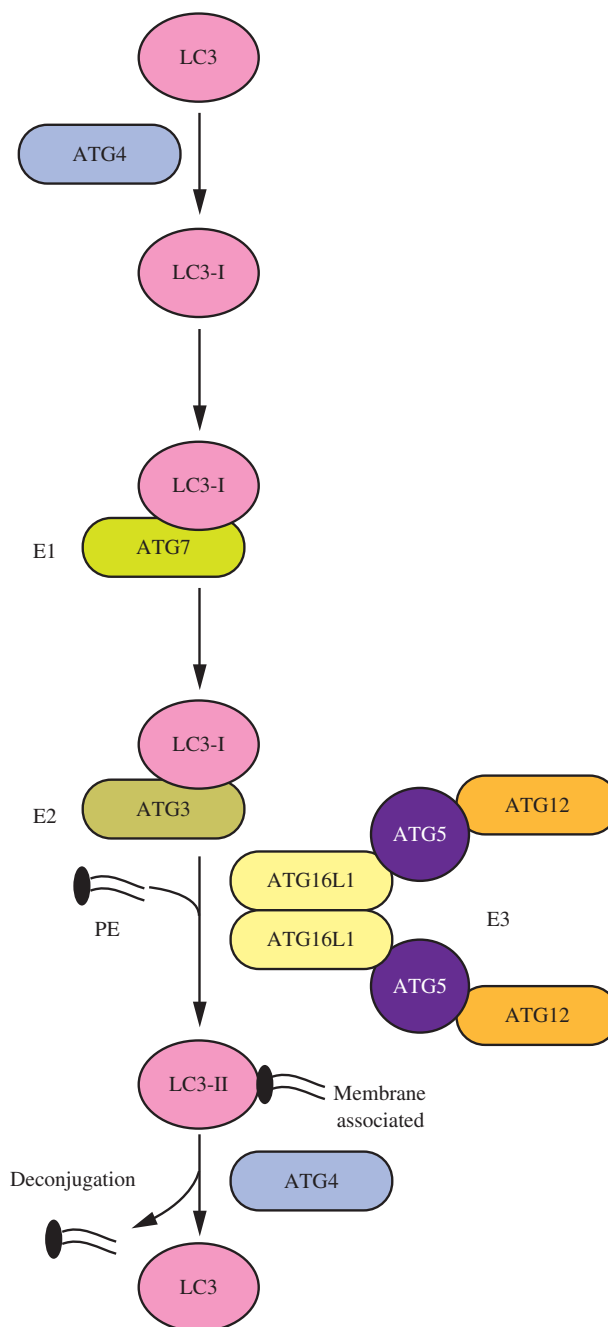 LC3
ATG4
LC3-I
LC3-I
E1
ATG7
LC3-I
E2
ATG3
ATG5
ATG12
ATG16L1
E3
PE
ATG16L1
ATG5
ATG12
LC3-II
Membrane
associated
Deconjugation
ATG4
LC3